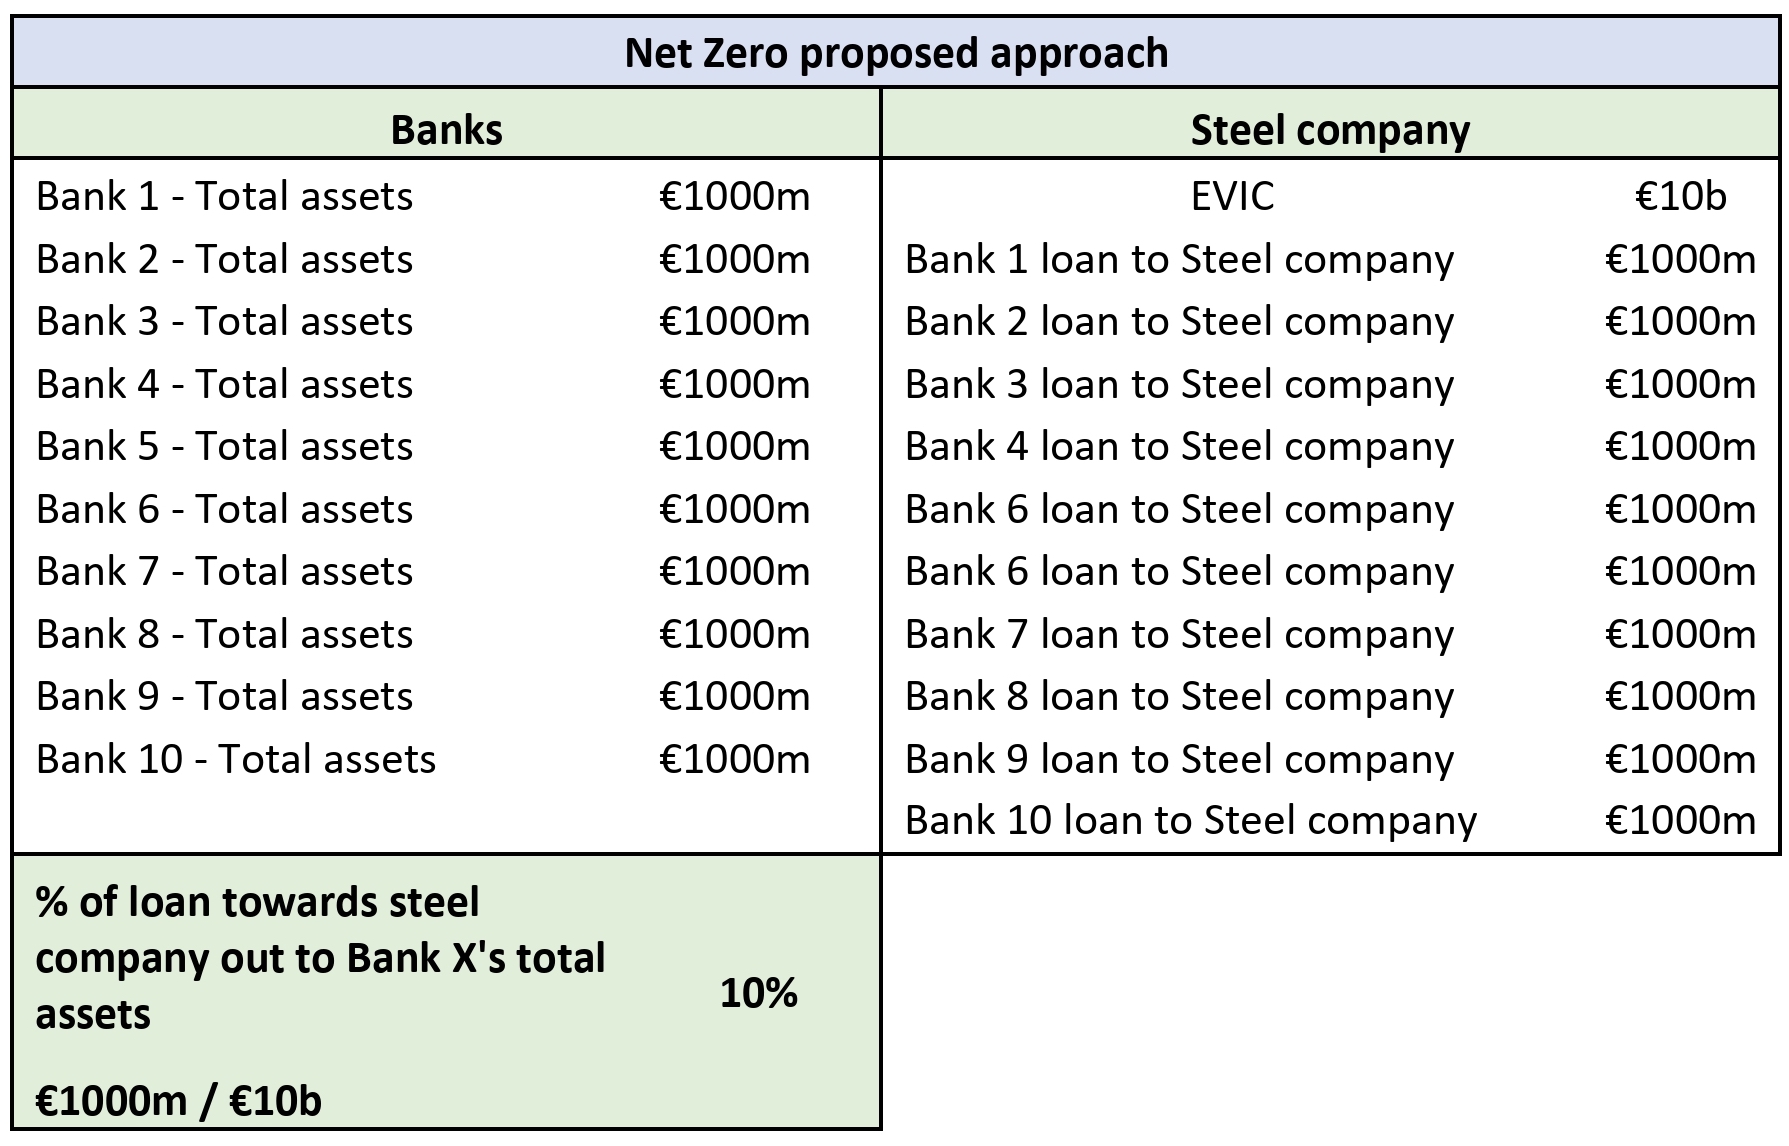 Net Zero proposed approach
Banks
Steel company
Bank 1 - Total assets €1000m
EVIC €10b
Bank 2 - Total assets €1000m
Bank 1 loan to Steel company €1000m
Bank 3 - Total assets €1000m
Bank 2 loan to Steel company €1000m
Bank 4 - Total assets €1000m
Bank 3 loan to Steel company €1000m
Bank 5 - Total assets €1000m
Bank 4 loan to Steel company €1000m
Bank 6 - Total assets €1000m
Bank 6 loan to Steel company €1000m
Bank 7 - Total assets €1000m
Bank 6 loan to Steel company €1000m
Bank 8 - Total assets €1000m
Bank 7 loan to Steel company €1000m
Bank 9 - Total assets €1000m
Bank 8 loan to Steel company €1000m
Bank 10 - Total assets €1000m
Bank 9 loan to Steel company €1000m
Bank 10 loan to Steel company €1000m
% of loan towards steel
company out to Bank X's total
assets
10%
€1000m / €10b